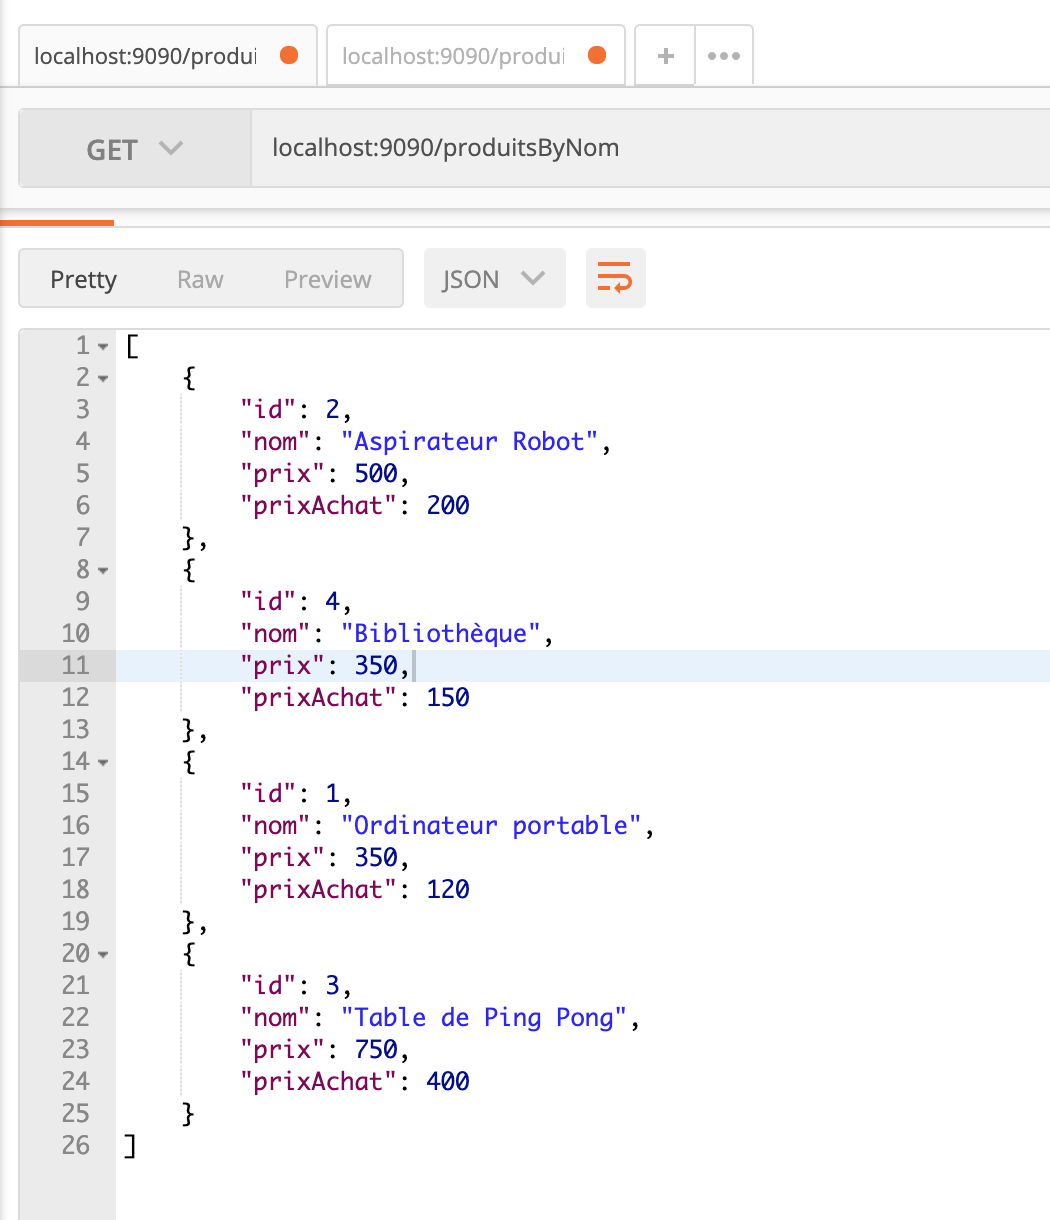 localhost:9090/produi
localhost:9090/produi
+
•••
GET
localhost:9090/produitsByNom
Pretty Raw Preview JSON
1 [
2 {
3 "id": 2,
4 "nom": "Aspirateur Robot",
5 "prix": 500,
6 "prixAchat": 200
7 },
8 {
9 "id": 4,
10 "nom": "Bibliothèque",
11 "prix": 350,
12 "prixAchat": 150
13 },
14 {
15 "id": 1,
16 "nom": "Ordinateur portable",
17 "prix": 350,
18 "prixAchat": 120
19 },
20 {
21 "id": 3,
22 "nom": "Table de Ping Pong",
23 "prix": 750,
24 "prixAchat": 400
25 }
26 ]